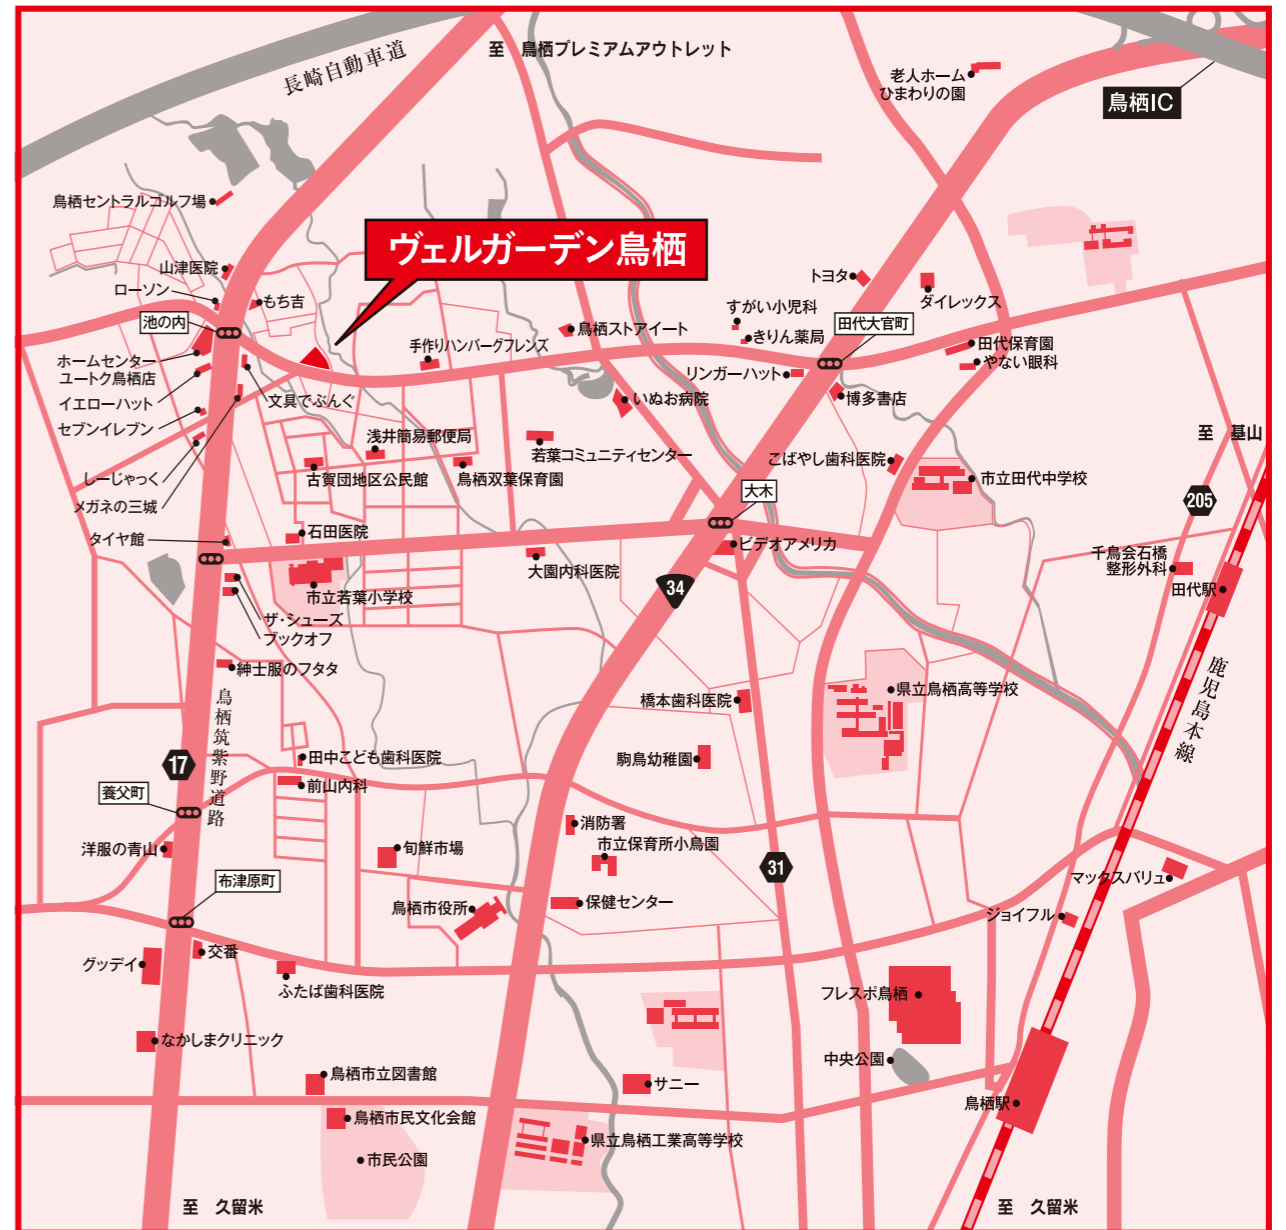 長崎自動車道
至　鳥栖プレミアムアウトレット
老人ホーム
ひまわりの園
鳥栖IC
鳥栖セントラルゴルフ場
ヴェルガーデン鳥栖
山津医院
ローソン
もち吉
池の内
トヨタ
ダイレックス
すがい小児科
きりん薬局
田代大官町
鳥栖ストアイート
手作りハンバーグフレンズ
田代保育園
やない眼科
ホームセンター
ユートク鳥栖店
リンガーハット
イエローハット
文具でぶんぐ
いぬお病院
博多書店
セブンイレブン
浅井簡易郵便局
若葉コミュニティセンター
こばやし歯科医院
至　基山
しーじゃっく
古賀団地区公民館
鳥栖双葉保育園
市立田代中学校
メガネの三城
大木
205
タイヤ館
石田医院
ビデオアメリカ
大園内科医院
千鳥会石橋
整形外科
田代駅
34
市立若葉小学校
ザ・シューズ
ブックオフ
紳士服のフタタ
鹿児島本線
県立鳥栖高等学校
橋本歯科医院
鳥栖筑紫野道路
17
田中こども歯科医院
駒鳥幼稚園
前山内科
養父町
消防署
市立保育所小鳥園
洋服の青山
旬鮮市場
31
マックスバリュ
布津原町
鳥栖市役所
保健センター
ジョイフル
交番
グッデイ
ふたば歯科医院
フレスポ鳥栖
なかしまクリニック
中央公園
鳥栖市立図書館
サニー
鳥栖駅
鳥栖市民文化会館
県立鳥栖工業高等学校
市民公園
至　久留米
至　久留米